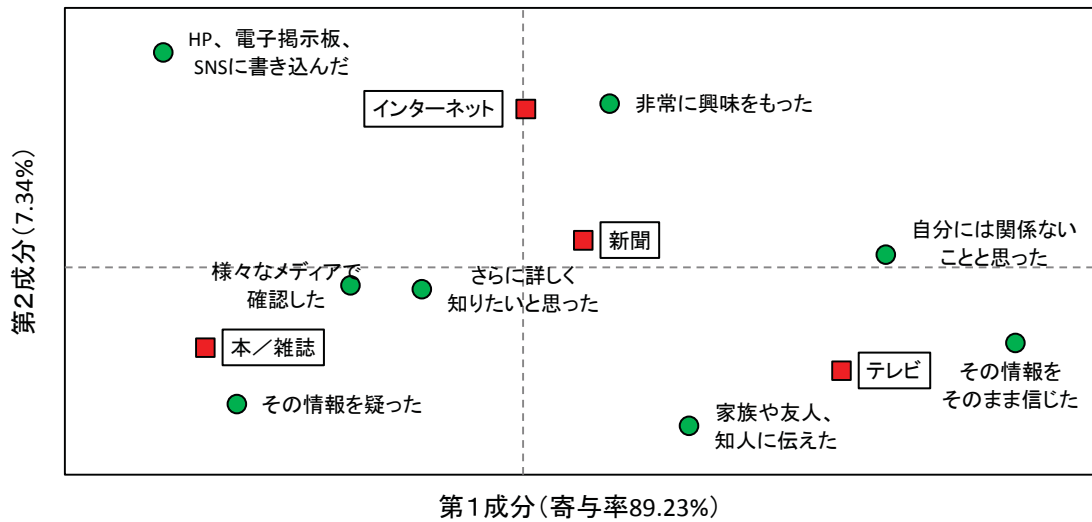 HP、電子掲示板、
SNSに書き込んだ
インターネット
非常に興味をもった
新聞
自分には関係ない
ことと思った
様々なメディアで
確認した
さらに詳しく
知りたいと思った
本／雑誌
テレビ
その情報を
そのまま信じた
その情報を疑った
家族や友人、
知人に伝えた
第2成分（7.34%）
第１成分（寄与率89.23%）